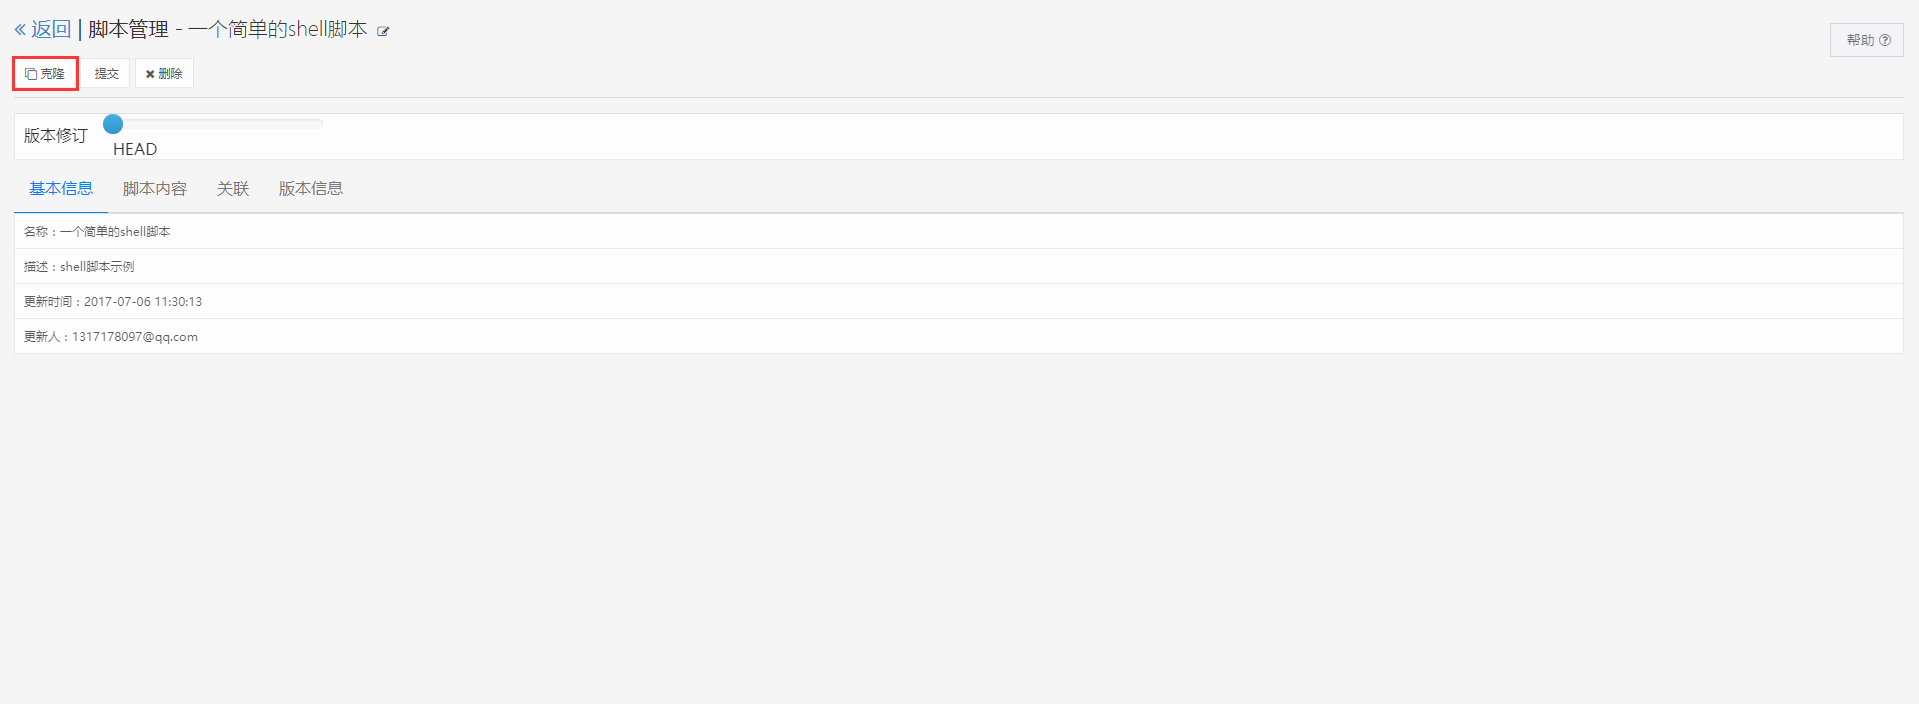 « 返回 | 脚本管理 - 一个简单的shell脚本
帮助
克隆 提交 删除
版本修订
HEAD
基本信息 脚本内容 关联 版本信息
名称：一个简单的shell脚本
描述：shell脚本示例
更新时间：2017-07-06 11:30:13
更新人：1317178097@qq.com